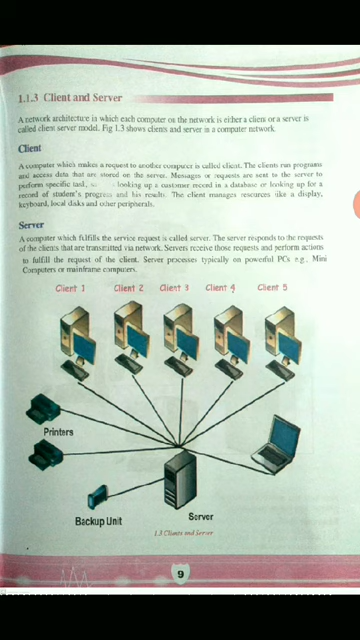 1.1.3 Client and Server
A network architecture in which each computer on the network is either a client or a server is
called client server model. Fig 1.3 shows clients and server in a computer network.
Client
A computer which makes a request to another computer is called client. The clients run programs
and access data that are stored on the server. Messages or requests are sent to the server to
perform specific task, looking up a customer record in a database or looking up for a
record of student's progress and his results. The client manages resources like a display,
keyboard, local disks and other peripherals.
Server
A computer which fulfills the service request is called server. The server responds to the requests
of the clients that are transmitted via network. Servers receive those requests and perform actions
to fulfill the request of the client. Server processes typically on powerful PCs e.g., Mini
Computers or mainframe computers.
Client 1 Client 2 Client 3 Client 4 Client 5
Printers
Backup Unit
Server
1.3 Clients and Server
9